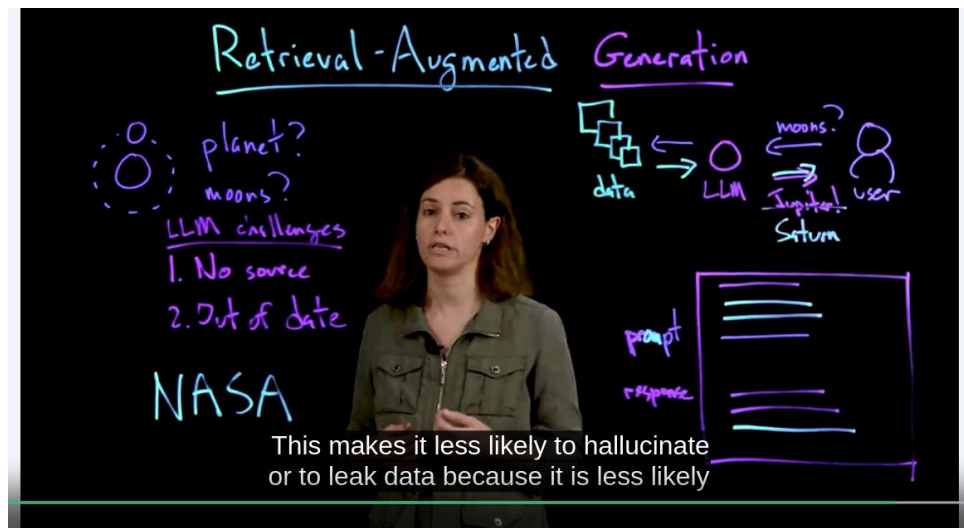 Retrieval-Augmented Generation
planet?
moons?
LLM challenges
1. No source
2. Out of date
NASA
data
LLM
moons?
Jupiter!
Saturn
user
prompt
response
This makes it less likely to hallucinate
or to leak data because it is less likely